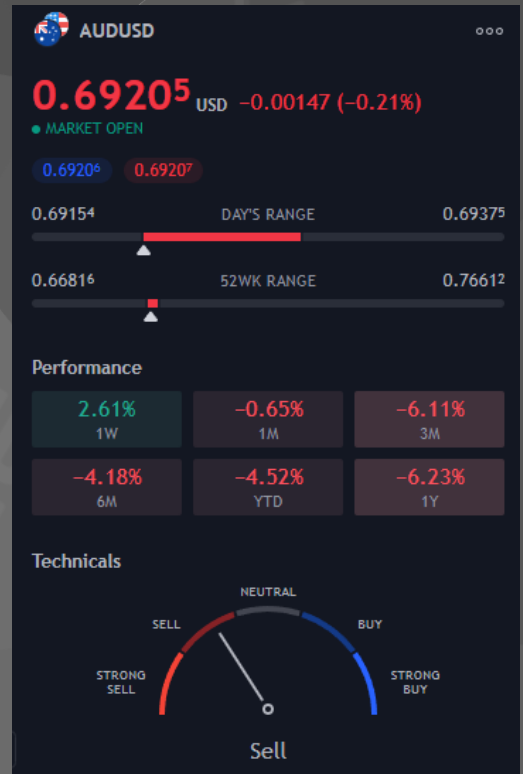 AUDUSD
0.69205 USD −0.00147 (−0.21%)
MARKET OPEN
0.69206 0.69207
0.69154 DAY'S RANGE 0.69375
0.66816 52WK RANGE 0.76612
Performance
2.61% −0.65% −6.11%
1W 1M 3M
−4.18% −4.52% −6.23%
6M YTD 1Y
Technicals
NEUTRAL
SELL BUY
STRONG STRONG
SELL BUY
Sell